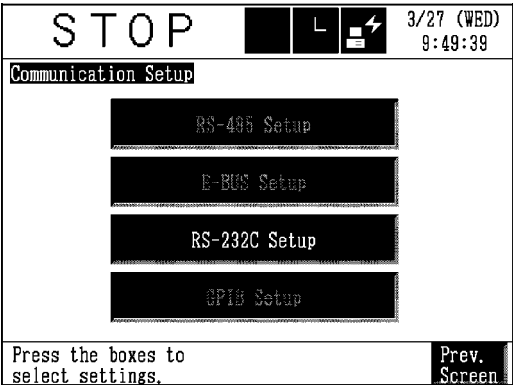 STOP
3/27 (WED)
9:49:39
Communication Setup
RS-485 Setup
E-BUS Setup
RS-232C Setup
GPIB Setup
Press the boxes to
select settings.
Prev.
Screen